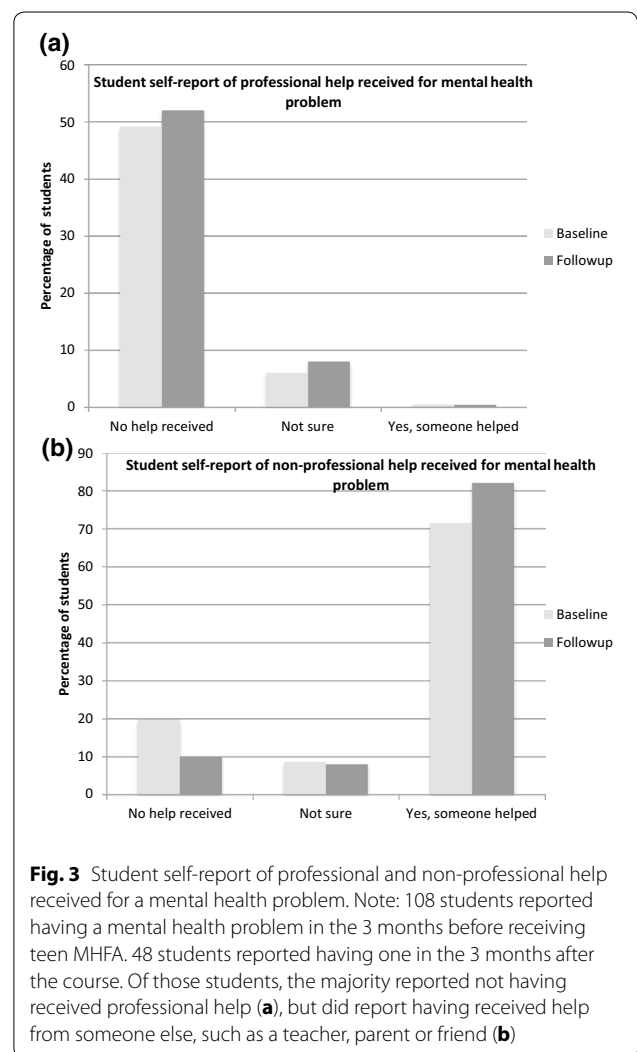 (a)
60
Student self-report of professional help received for mental health
problem
50
40
30
20
10
0
Percentage of students
Baseline
Followup
No help received
Not sure
Yes, someone helped
(b)
90
Student self-report of non-professional help received for mental health
problem
80
70
60
50
40
30
20
10
0
Percentage of students
Baseline
Followup
No help received
Not sure
Yes, someone helped
Fig. 3 Student self-report of professional and non-professional help
received for a mental health problem. Note: 108 students reported
having a mental health problem in the 3 months before receiving
teen MHFA. 48 students reported having one in the 3 months after
the course. Of those students, the majority reported not having
received professional help (a), but did report having received help
from someone else, such as a teacher, parent or friend (b)